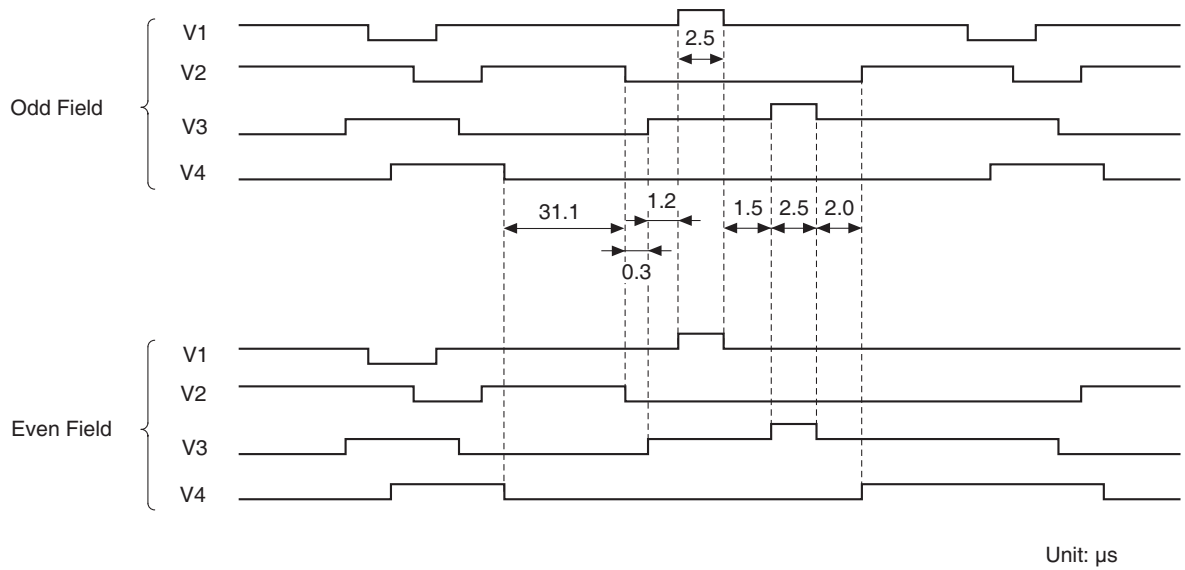 V1
2.5
V2
Odd Field
V3
V4
1.2
31.1
1.5
2.5
2.0
0.3
V1
V2
Even Field
V3
V4
Unit: μs